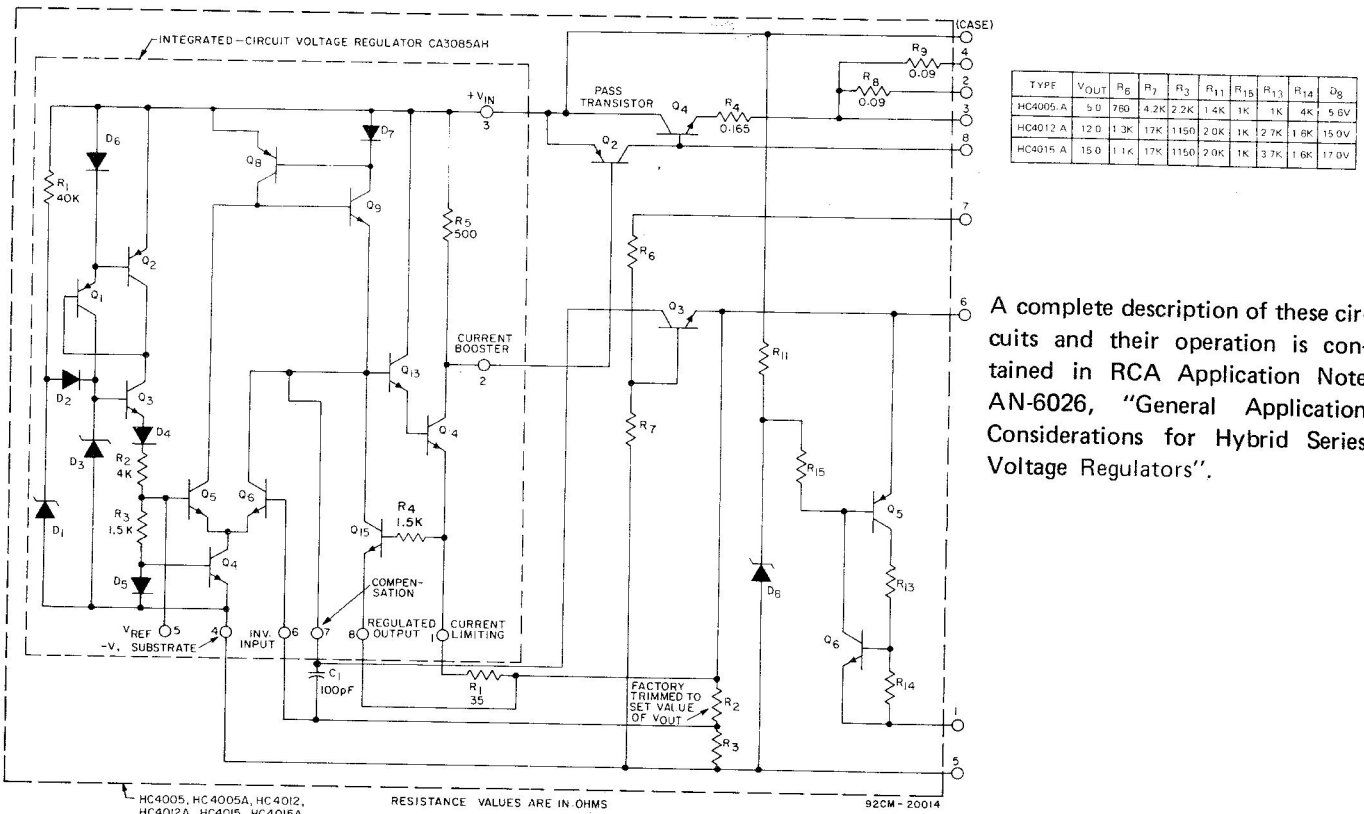 (CASE)
INTEGRATED-CIRCUIT VOLTAGE REGULATOR CA3085AH
4
R9
0.09
2
R8
0.09
3
8
+VIN
3
PASS
TRANSISTOR
Q4
R4
0.165
Q2
D6
D7
Q8
R1
40K
Q9
R5
500
7
R6
Q2
Q1
Q3
6
CURRENT
BOOSTER
2
R11
Q13
D2
Q3
D4
Q14
R7
D3
R2
4K
R15
Q5
Q6
Q5
R3
1.5K
R4
1.5K
D1
Q15
Q4
D5
COMPEN-
SATION
D8
R13
VREF
5
4
INV.
INPUT
6
7
8
REGULATED
OUTPUT
1
CURRENT
LIMITING
Q6
-V, SUBSTRATE
R14
C1
100pF
R1
35
FACTORY
TRIMMED TO
SET VALUE
OF VOUT
R2
1
R3
5
HC4005, HC4005A, HC4012,
HC4012A, HC4015, HC4015A
RESISTANCE VALUES ARE IN OHMS
92CM-20014
TYPE VOUT R6 R7 R3 R11 R15 R13 R14 D8
HC4005.A 5.0 760 4.2K 2.2K 1.4K 1K 1K 4K 5.6V
HC4012 A 12.0 1.3K 17K 1150 2.0K 1K 2.7K 1.6K 15.0V
HC4015 A 15.0 1.1K 17K 1150 2.0K 1K 3.7K 1.6K 17.0V
A complete description of these cir-
cuits and their operation is con-
tained in RCA Application Note
AN-6026, "General Application
Considerations for Hybrid Series
Voltage Regulators".